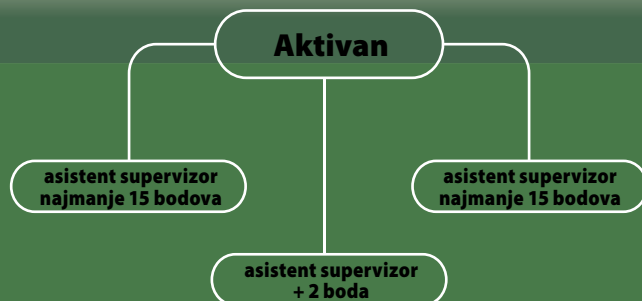 Aktivan
asistent supervizor
najmanje 15 bodova
asistent supervizor
najmanje 15 bodova
asistent supervizor
+ 2 boda